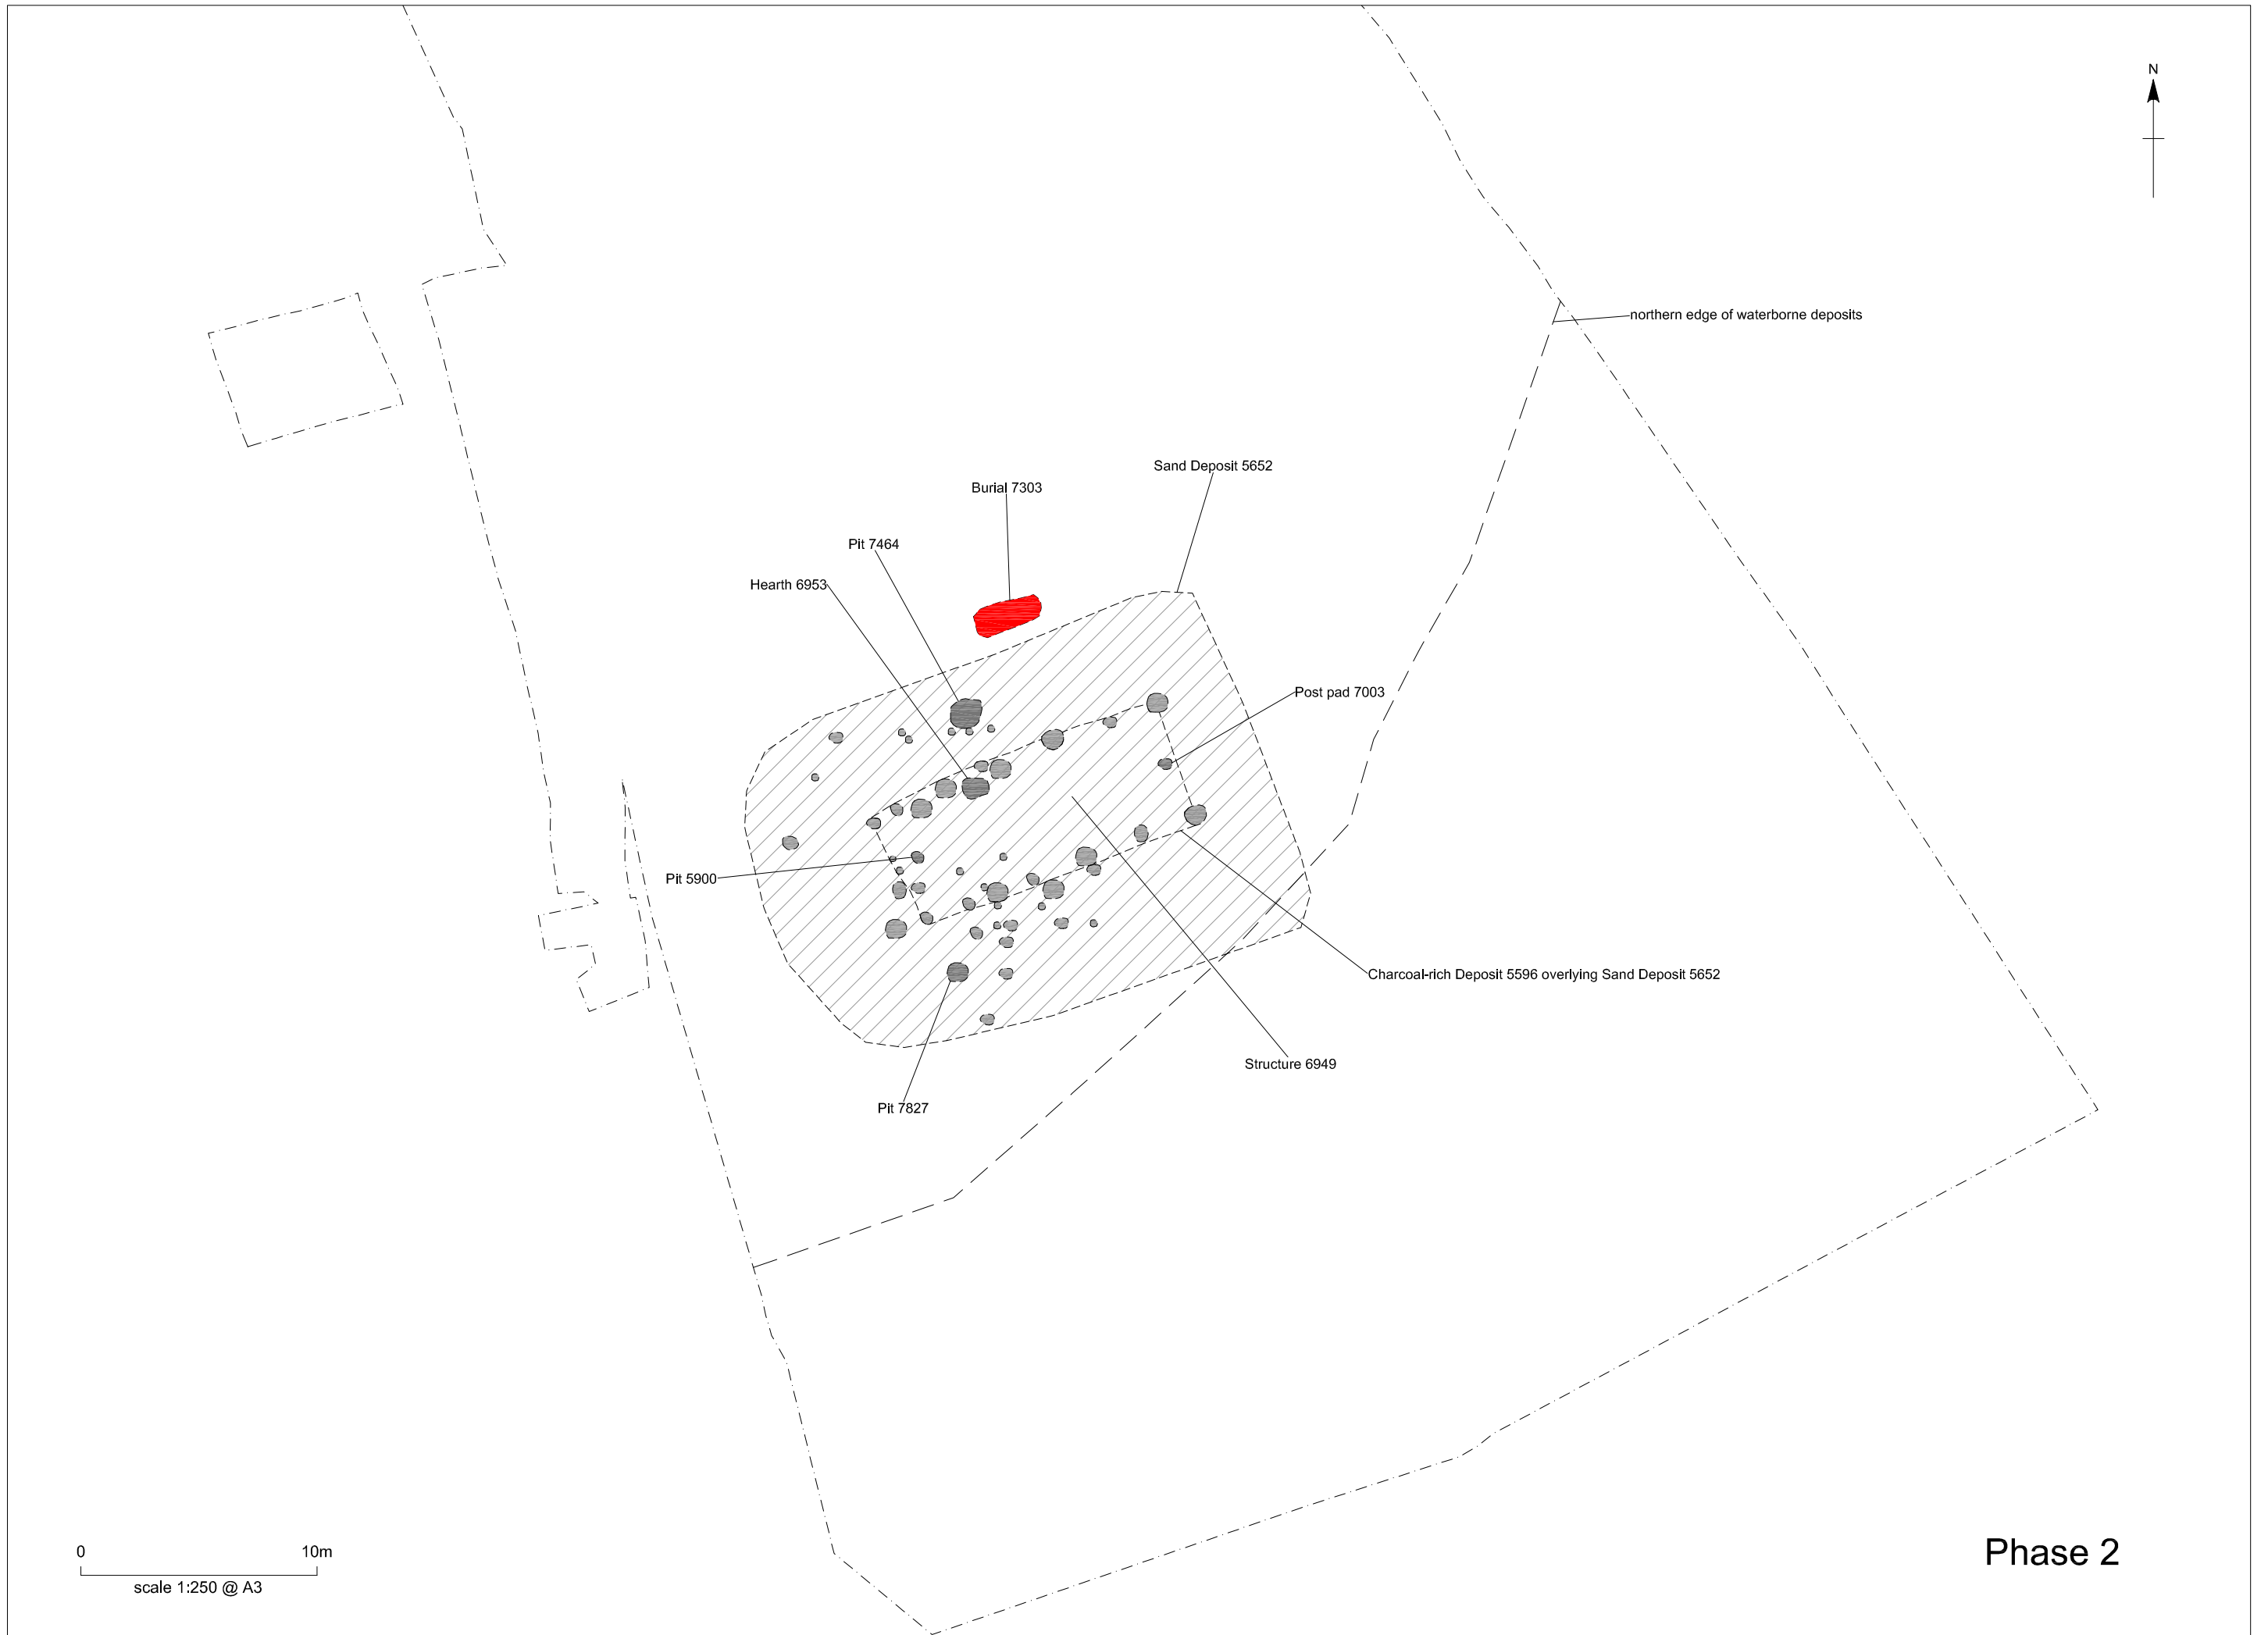 N
northern edge of waterborne deposits
Sand Deposit 5652
Burial 7303
Pit 7464
Hearth 6953
Post pad 7003
Pit 5900
Charcoal-rich Deposit 5596 overlying Sand Deposit 5652
Structure 6949
Pit 7827
0 10m
scale 1:250 @ A3
Phase 2